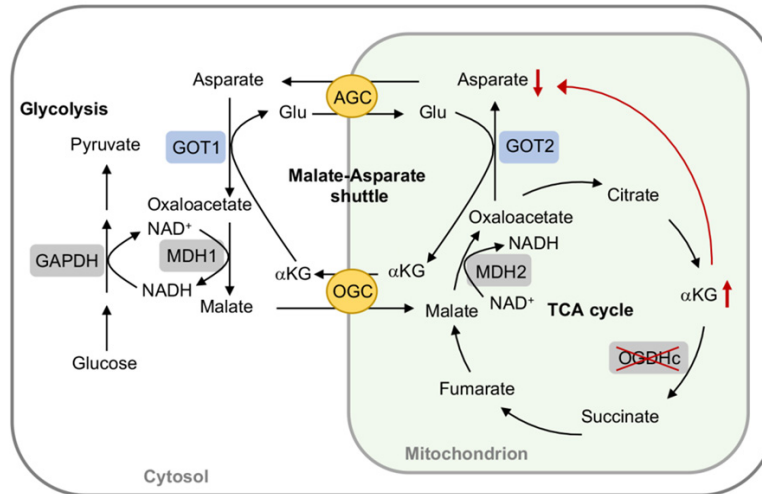 Asparate
AGC
Asparate
Glycolysis
Glu
Glu
Pyruvate
GOT1
GOT2
Malate-Asparate
shuttle
Citrate
Oxaloacetate
Oxaloacetate
NAD⁺
NADH
GAPDH
MDH1
MDH2
αKG
αKG
αKG
NADH
OGC
NAD⁺
Malate
Malate
TCA cycle
OGDHc
Glucose
Fumarate
Succinate
Mitochondrion
Cytosol